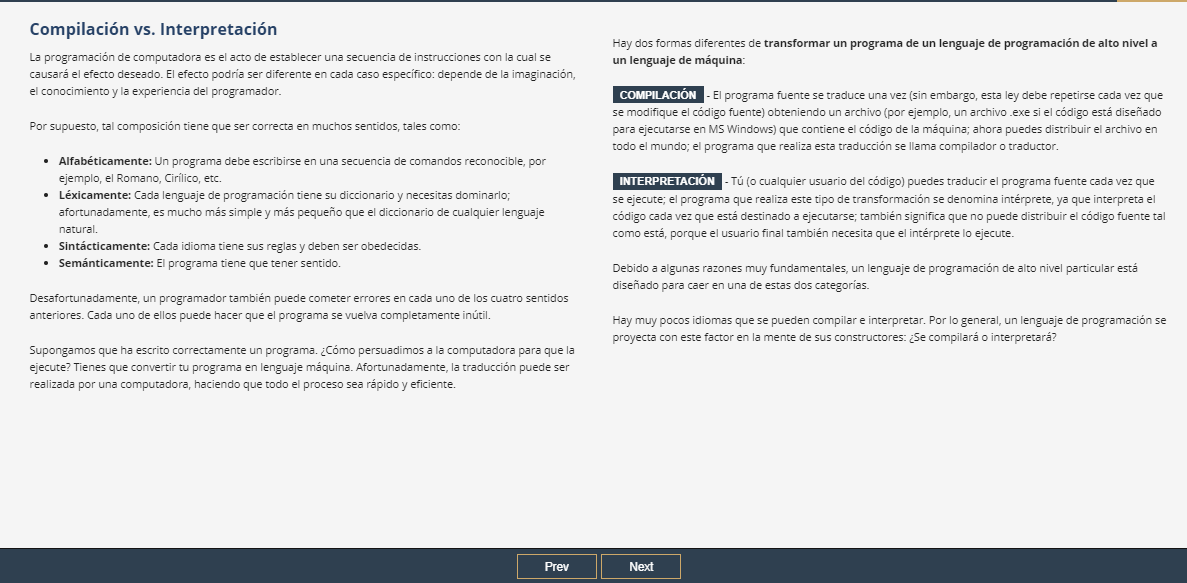 Compilación vs. Interpretación
La programación de computadora es el acto de establecer una secuencia de instrucciones con la cual se
causará el efecto deseado. El efecto podría ser diferente en cada caso específico: depende de la imaginación,
el conocimiento y la experiencia del programador.
Por supuesto, tal composición tiene que ser correcta en muchos sentidos, tales como:
• Alfabéticamente: Un programa debe escribirse en una secuencia de comandos reconocible, por
ejemplo, el Romano, Cirílico, etc.
• Léxicamente: Cada lenguaje de programación tiene su diccionario y necesitas dominarlo;
afortunadamente, es mucho más simple y más pequeño que el diccionario de cualquier lenguaje
natural.
• Sintácticamente: Cada idioma tiene sus reglas y deben ser obedecidas.
• Semánticamente: El programa tiene que tener sentido.
Desafortunadamente, un programador también puede cometer errores en cada uno de los cuatro sentidos
anteriores. Cada uno de ellos puede hacer que el programa se vuelva completamente inútil.
Supongamos que ha escrito correctamente un programa. ¿Cómo persuadimos a la computadora para que la
ejecute? Tienes que convertir tu programa en lenguaje máquina. Afortunadamente, la traducción puede ser
realizada por una computadora, haciendo que todo el proceso sea rápido y eficiente.
Hay dos formas diferentes de transformar un programa de un lenguaje de programación de alto nivel a
un lenguaje de máquina:
COMPILACIÓN - El programa fuente se traduce una vez (sin embargo, esta ley debe repetirse cada vez que
se modifique el código fuente) obteniendo un archivo (por ejemplo, un archivo .exe si el código está diseñado
para ejecutarse en MS Windows) que contiene el código de la máquina; ahora puedes distribuir el archivo en
todo el mundo; el programa que realiza esta traducción se llama compilador o traductor.
INTERPRETACIÓN - Tú (o cualquier usuario del código) puedes traducir el programa fuente cada vez que
se ejecute; el programa que realiza este tipo de transformación se denomina intérprete, ya que interpreta el
código cada vez que está destinado a ejecutarse; también significa que no puede distribuir el código fuente tal
como está, porque el usuario final también necesita que el intérprete lo ejecute.
Debido a algunas razones muy fundamentales, un lenguaje de programación de alto nivel particular está
diseñado para caer en una de estas dos categorías.
Hay muy pocos idiomas que se pueden compilar e interpretar. Por lo general, un lenguaje de programación se
proyecta con este factor en la mente de sus constructores: ¿Se compilará o interpretará?
Prev
Next